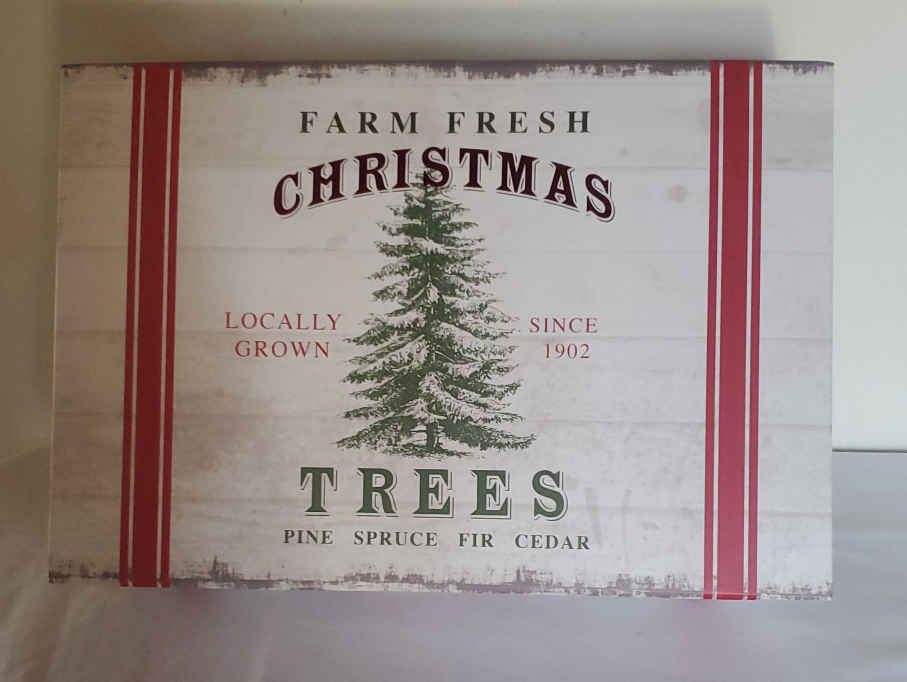 FARM FRESH
CHRISTMAS
LOCALLY
GROWN
SINCE
1902
TREES
PINE SPRUCE FIR CEDAR